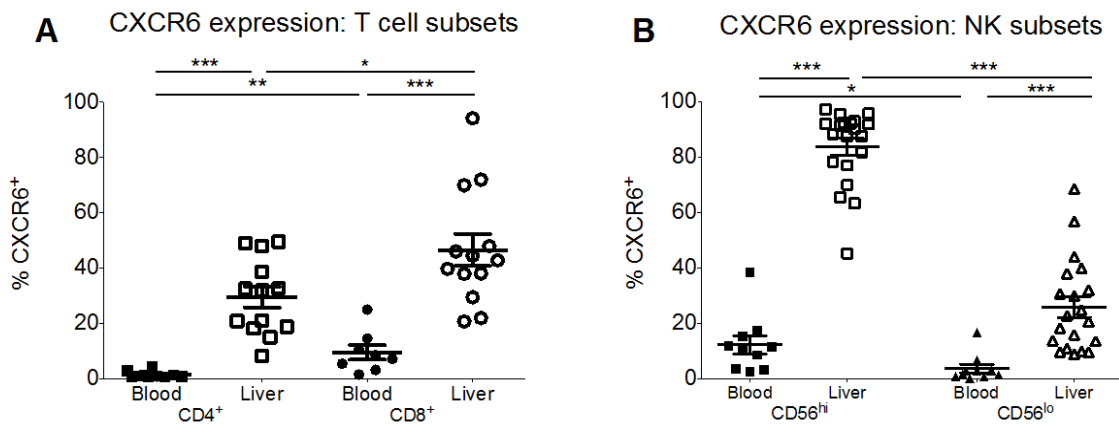 A
CXCR6 expression: T cell subsets
*** *
** ***
100
80
60
40
20
0
% CXCR6⁺
Blood Liver Blood Liver
CD4⁺ CD8⁺
B
CXCR6 expression: NK subsets
*** ***
* ***
100
80
60
40
20
0
% CXCR6⁺
Blood Liver Blood Liver
CD56ʰⁱ CD56ˡᵒ